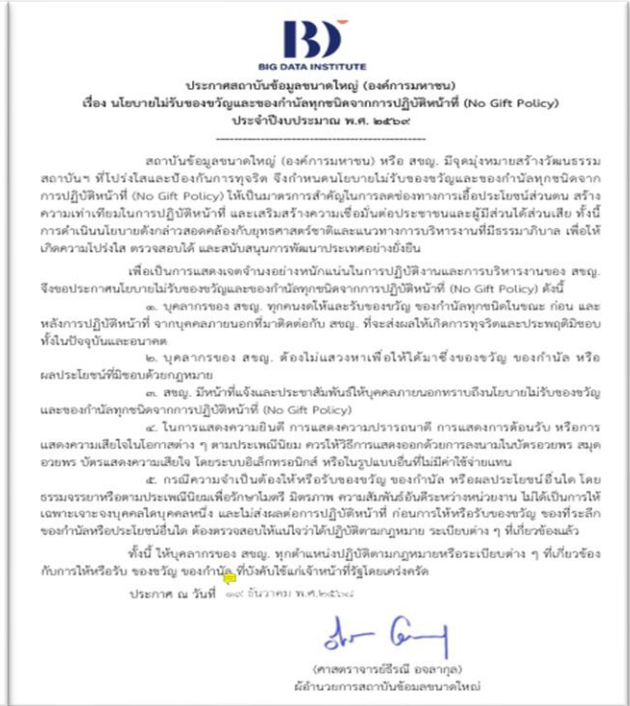 BIG DATA INSTITUTE
ประกาศสถาบันข้อมูลขนาดใหญ่ (องค์การมหาชน)
เรื่อง นโยบายไม่รับของขวัญและของกำนัลทุกชนิดจากการปฏิบัติหน้าที่ (No Gift Policy)
ประจำปีงบประมาณ พ.ศ. ๒๕๖๙
สถาบันข้อมูลขนาดใหญ่ (องค์การมหาชน) หรือ สขญ. มีจุดมุ่งหมายสร้างวัฒนธรรม
สถาบันฯ ที่โปร่งใสและป้องกันการทุจริต จึงกำหนดนโยบายไม่รับของขวัญและของกำนัลทุกชนิดจาก
การปฏิบัติหน้าที่ (No Gift Policy) ให้เป็นมาตรการสำคัญในการลดช่องทางการเอื้อประโยชน์ส่วนตน สร้าง
ความเท่าเทียมในการปฏิบัติหน้าที่ และเสริมสร้างความเชื่อมั่นต่อประชาชนและผู้มีส่วนได้ส่วนเสีย ทั้งนี้
การดำเนินนโยบายดังกล่าวสอดคล้องกับยุทธศาสตร์ชาติและแนวทางการบริหารงานที่มีธรรมาภิบาล เพื่อให้
เกิดความโปร่งใส ตรวจสอบได้ และสนับสนุนการพัฒนาประเทศอย่างยั่งยืน
เพื่อเป็นการแสดงเจตจำนงอย่างหนักแน่นในการปฏิบัติงานและการบริหารงานของ สขญ.
จึงขอประกาศนโยบายไม่รับของขวัญและของกำนัลทุกชนิดจากการปฏิบัติหน้าที่ (No Gift Policy) ดังนี้
๑. บุคลากรของ สขญ. ทุกคนงดให้และรับของขวัญ ของกำนัลทุกชนิดในขณะ ก่อน และ
หลังการปฏิบัติหน้าที่ จากบุคคลภายนอกที่มาติดต่อกับ สขญ. ที่จะส่งผลให้เกิดการทุจริตและประพฤติมิชอบ
ทั้งในปัจจุบันและอนาคต
๒. บุคลากรของ สขญ. ต้องไม่แสวงหาเพื่อให้ได้มาซึ่งของขวัญ ของกำนัล หรือ
ผลประโยชน์ที่มิชอบด้วยกฎหมาย
๓. สขญ. มีหน้าที่แจ้งและประชาสัมพันธ์ให้บุคคลภายนอกทราบถึงนโยบายไม่รับของขวัญ
และของกำนัลทุกชนิดจากการปฏิบัติหน้าที่ (No Gift Policy)
๔. ในการแสดงความยินดี การแสดงความปรารถนาดี การแสดงการต้อนรับ หรือการ
แสดงความเสียใจในโอกาสต่าง ๆ ตามประเพณีนิยม ควรให้วิธีการแสดงออกด้วยการลงนามในบัตรอวยพร สมุด
อวยพร บัตรแสดงความเสียใจ โดยระบบอิเล็กทรอนิกส์ หรือในรูปแบบอื่นที่ไม่มีค่าใช้จ่ายแทน
๕. กรณีความจำเป็นต้องให้หรือรับของขวัญ ของกำนัล หรือผลประโยชน์อื่นใด โดย
ธรรมจรรยาหรือตามประเพณีนิยมเพื่อรักษาไมตรี มิตรภาพ ความสัมพันธ์อันดีระหว่างหน่วยงาน ไม่ได้เป็นการให้
เฉพาะเจาะจงบุคคลใดบุคคลหนึ่ง และไม่ส่งผลต่อการปฏิบัติหน้าที่ ก่อนการให้หรือรับของขวัญ ของที่ระลึก
ของกำนัลหรือประโยชน์อื่นใด ต้องตรวจสอบให้แน่ใจว่าได้ปฏิบัติตามกฎหมาย ระเบียบต่าง ๆ ที่เกี่ยวข้องแล้ว
ทั้งนี้ ให้บุคลากรของ สขญ. ทุกตำแหน่งปฏิบัติตามกฎหมายหรือระเบียบต่าง ๆ ที่เกี่ยวข้อง
กับการให้หรือรับ ของขวัญ ของกำนัล ที่บังคับใช้แก่เจ้าหน้าที่รัฐโดยเคร่งครัด
ประกาศ ณ วันที่ ๑๙ ธันวาคม พ.ศ.๒๕๖๘
(ศาสตราจารย์ธีรณี อจลากุล)
ผู้อำนวยการสถาบันข้อมูลขนาดใหญ่